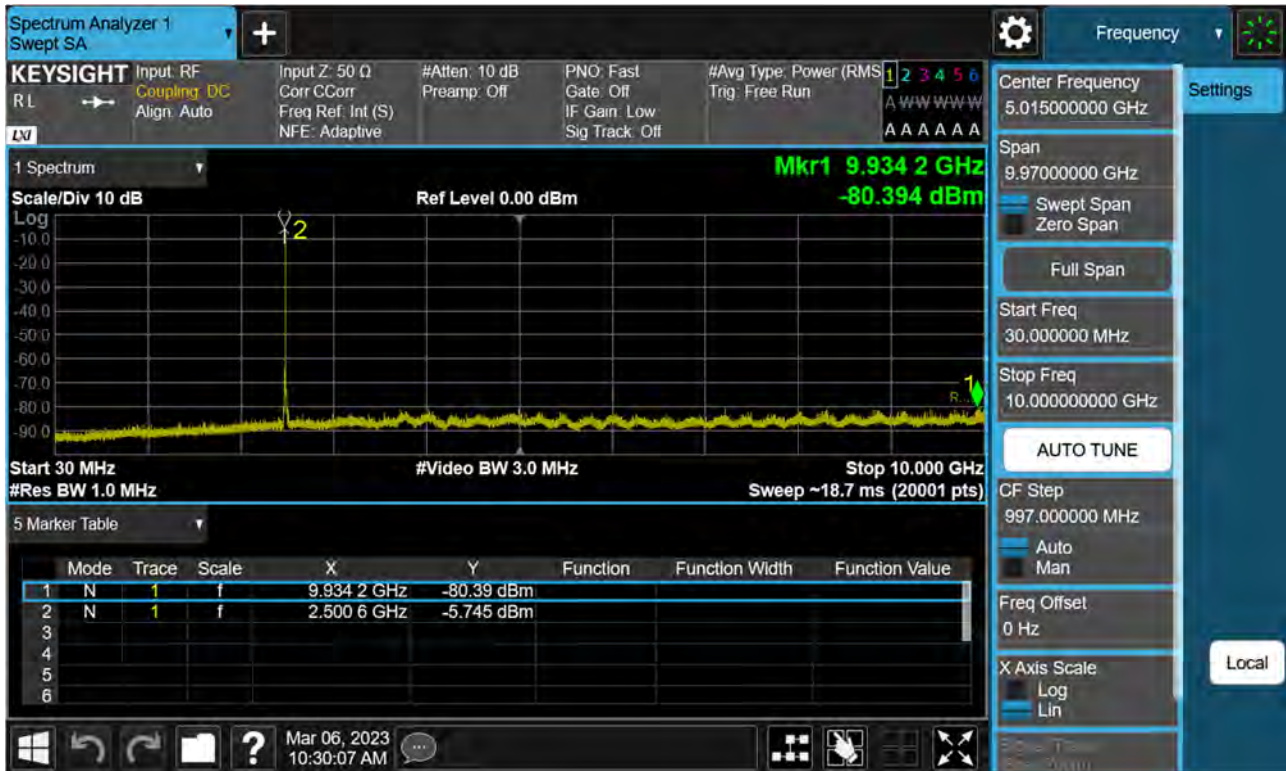 Spectrum Analyzer 1
Swept SA
+
Frequency
KEYSIGHT
RL
LXI
Input: RF
Coupling: DC
Align: Auto
Input Z: 50 Ω
Corr CCorr
Freq Ref: Int (S)
NFE: Adaptive
#Atten: 10 dB
Preamp: Off
PNO: Fast
Gate: Off
IF Gain: Low
Sig Track: Off
#Avg Type: Power (RMS
Trig: Free Run
1 2 3 4 5 6
A W W W W W
A A A A A A
1 Spectrum
Mkr1 9.934 2 GHz
-80.394 dBm
Scale/Div 10 dB
Ref Level 0.00 dBm
Log
-10.0
-20.0
-30.0
-40.0
-50.0
-60.0
-70.0
-80.0
-90.0
2
1
Start 30 MHz
#Video BW 3.0 MHz
Stop 10.000 GHz
#Res BW 1.0 MHz
Sweep ~18.7 ms (20001 pts)
5 Marker Table
Mode Trace Scale X Y Function Function Width Function Value
1 N 1 f 9.934 2 GHz -80.39 dBm
2 N 1 f 2.500 6 GHz -5.745 dBm
3
4
5
6
?
Mar 06, 2023
10:30:07 AM
Center Frequency
5.015000000 GHz
Span
9.97000000 GHz
Swept Span
Zero Span
Full Span
Start Freq
30.000000 MHz
Stop Freq
10.000000000 GHz
AUTO TUNE
CF Step
997.000000 MHz
Auto
Man
Freq Offset
0 Hz
X Axis Scale
Log
Lin
Settings
Local